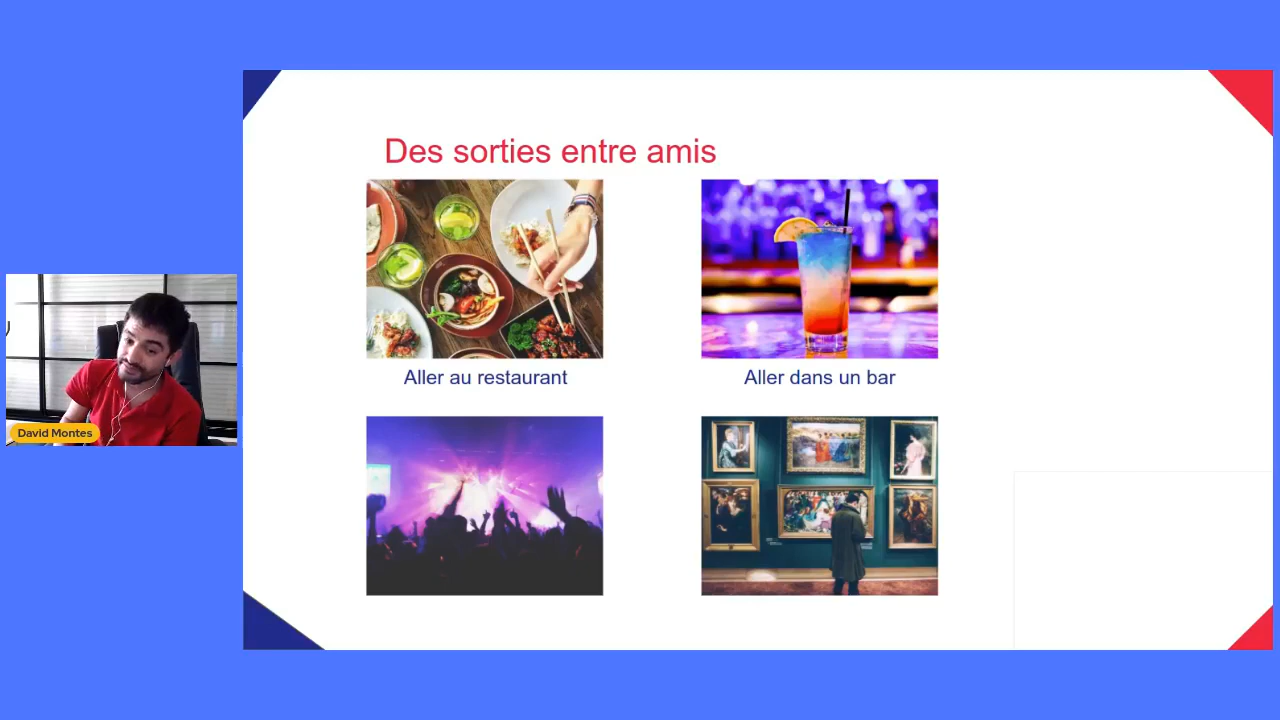 Des sorties entre amis
Aller au restaurant
Aller dans un bar
David Montes